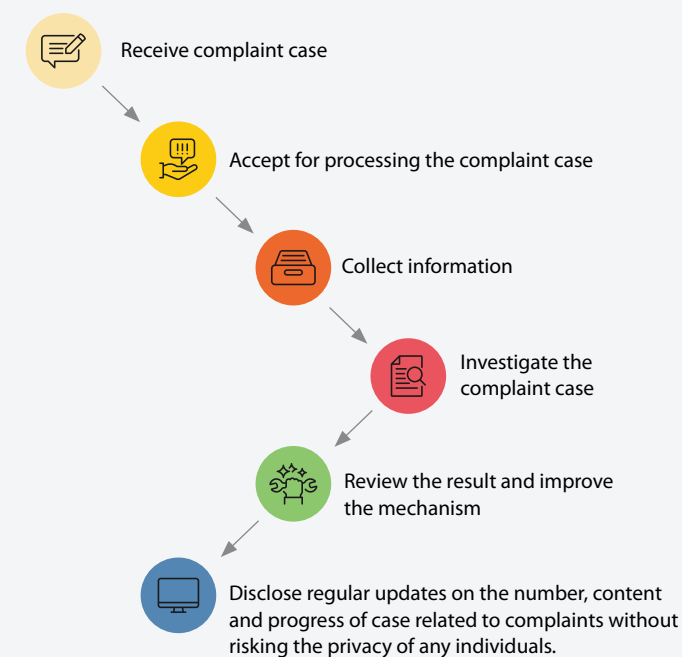 Receive complaint case
Accept for processing the complaint case
Collect information
Investigate the
complaint case
Review the result and improve
the mechanism
Disclose regular updates on the number, content
and progress of case related to complaints without
risking the privacy of any individuals.